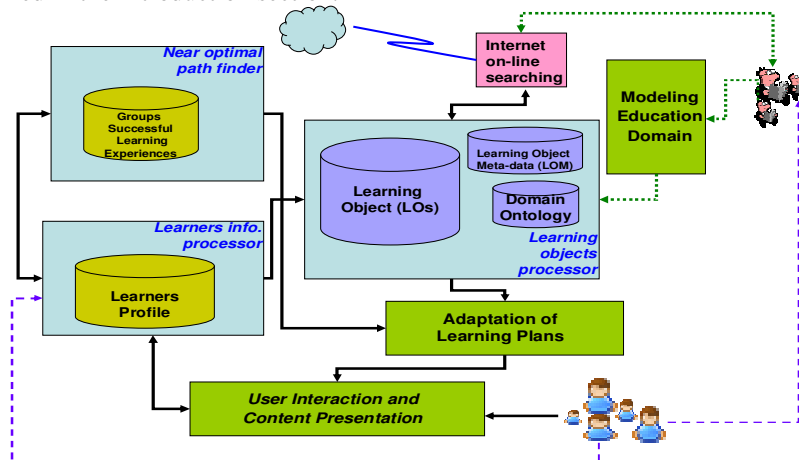 Near optimal
path finder
Groups
Successful
Learning
Experiences
Internet
on-line
searching
Modeling
Education
Domain
Learning
Object (LOs)
Learning Object
Meta-data (LOM)
Domain
Ontology
Learning
objects
processor
Learners info.
processor
Learners
Profile
Adaptation of
Learning Plans
User Interaction and
Content Presentation